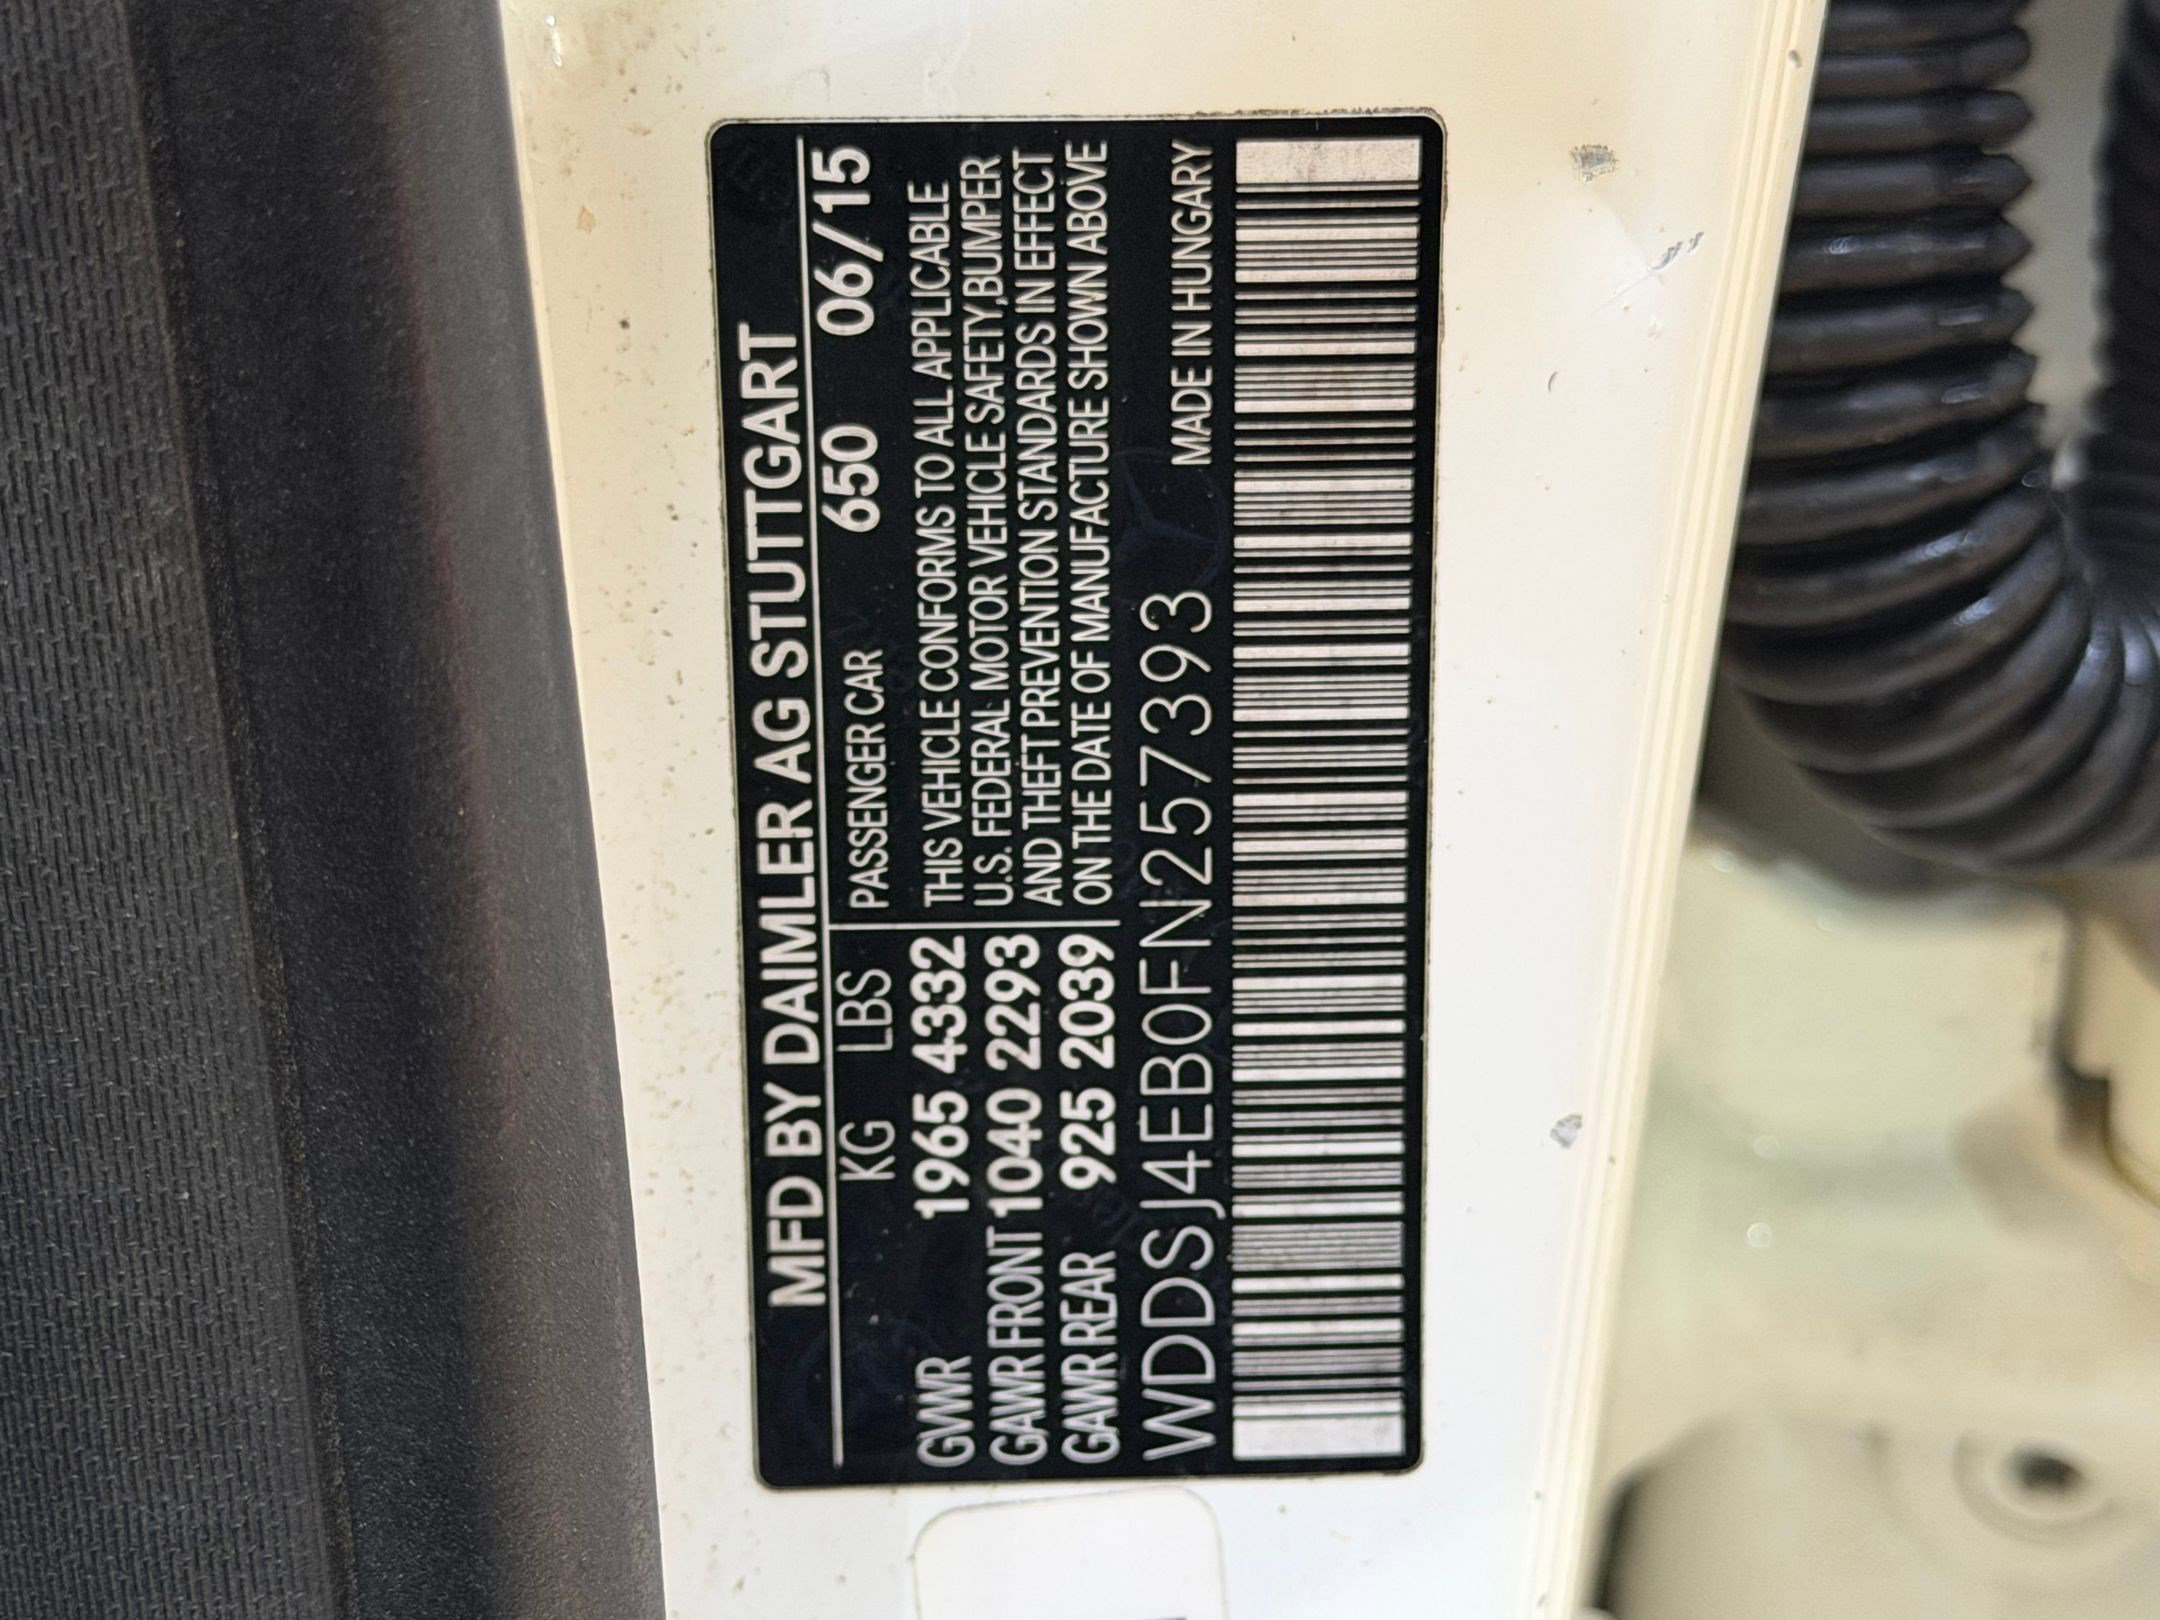 MFD BY DAIMLER AG STUTTGART
KG LBS PASSENGER CAR 650 06/15
GVWR 1965 4332
GAWR FRONT 1040 2293
GAWR REAR 925 2039
THIS VEHICLE CONFORMS TO ALL APPLICABLE
U.S. FEDERAL MOTOR VEHICLE SAFETY,BUMPER
AND THEFT PREVENTION STANDARDS IN EFFECT
ON THE DATE OF MANUFACTURE SHOWN ABOVE
WDDSJ4EB0FN257393 MADE IN HUNGARY